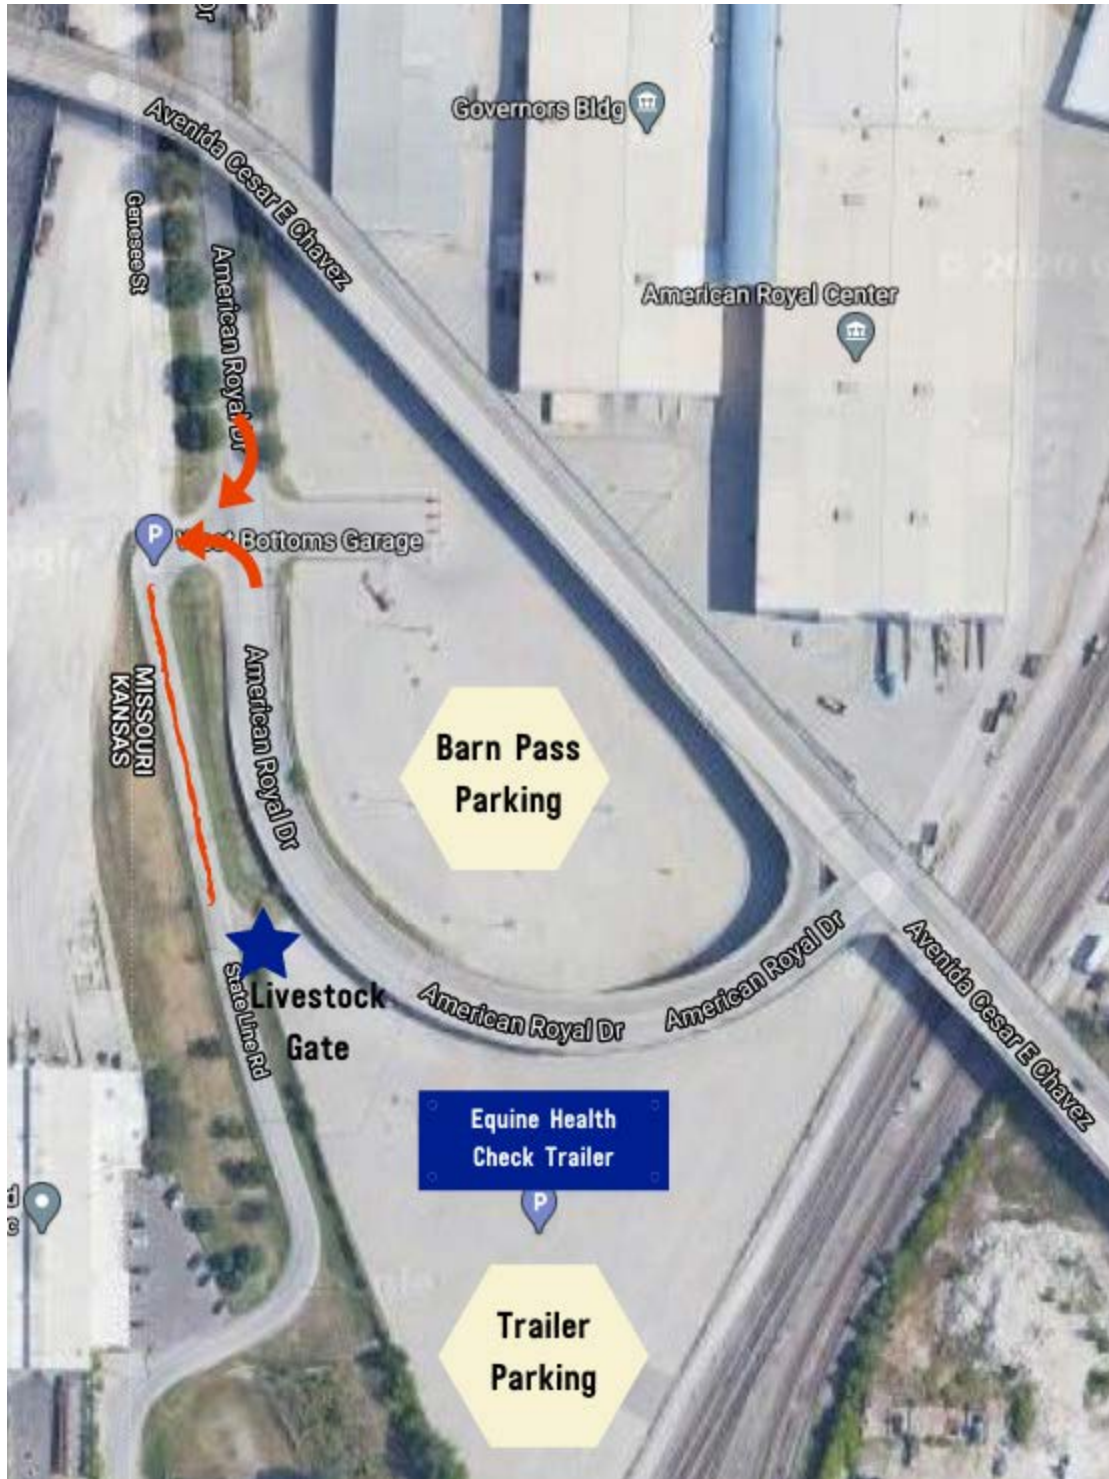 Dr
Governors Bldg
Avenida Cesar E Chavez
Genesee St
American Royal Dr
American Royal Center
P
Bottoms Garage
MISSOURI
KANSAS
American Royal Dr
Barn Pass
Parking
State Line Rd
Livestock
Gate
American Royal Dr
American Royal Dr
Avenida Cesar E Chavez
Equine Health
Check Trailer
P
Trailer
Parking